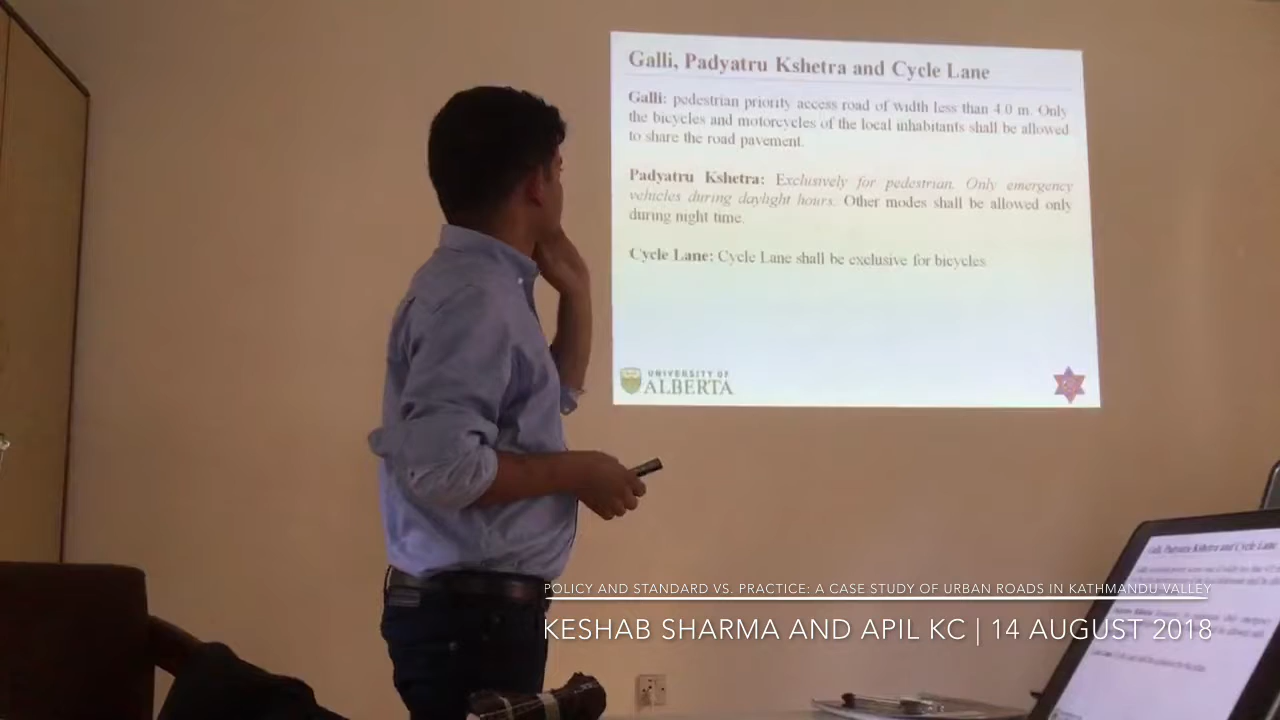 Galli, Padyatru Kshetra and Cycle Lane
Galli: pedestrian priority access road of width less than 4.0 m. Only
the bicycles and motorcycles of the local inhabitants shall be allowed
to share the road pavement.
Padyatru Kshetra: Exclusively for pedestrian. Only emergency
vehicles during daylight hours. Other modes shall be allowed only
during night time.
Cycle Lane: Cycle Lane shall be exclusive for bicycles
UNIVERSITY OF
ALBERTA
POLICY AND STANDARD VS. PRACTICE: A CASE STUDY OF URBAN ROADS IN KATHMANDU VALLEY
KESHAB SHARMA AND APIL KC | 14 AUGUST 2018
Galli, Padyatru Kshetra and Cycle Lane